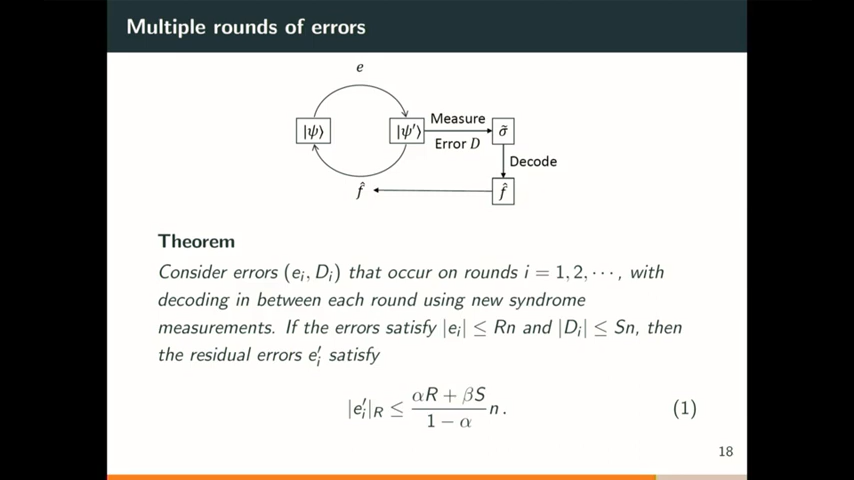 Multiple rounds of errors
e
|ψ⟩
|ψ′⟩
Measure
Error D
σ̃
Decode
f̂
f̂
Theorem
Consider errors (eᵢ, Dᵢ) that occur on rounds i = 1, 2, ⋯, with
decoding in between each round using new syndrome
measurements. If the errors satisfy |eᵢ| ≤ Rn and |Dᵢ| ≤ Sn, then
the residual errors e′ᵢ satisfy
|e′ᵢ|_R ≤ (αR + βS)/(1 − α) n. (1)
18